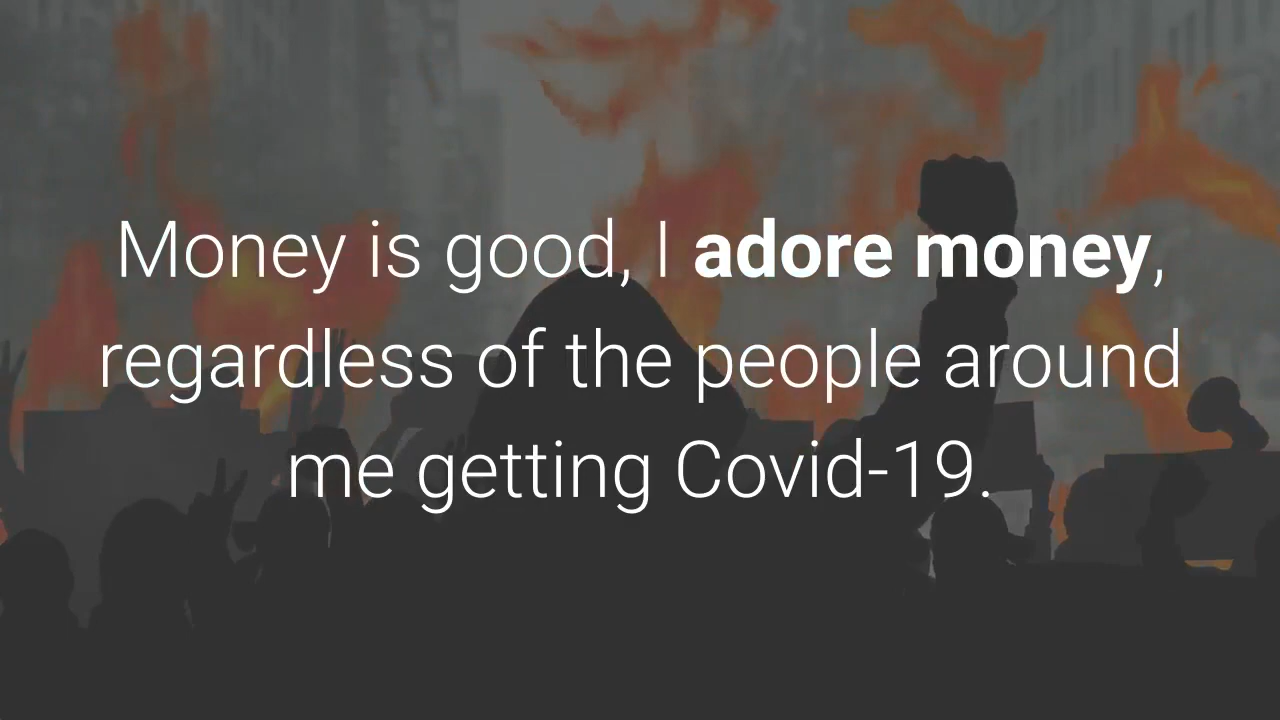 Money is good, I adore money,
regardless of the people around
me getting Covid-19.